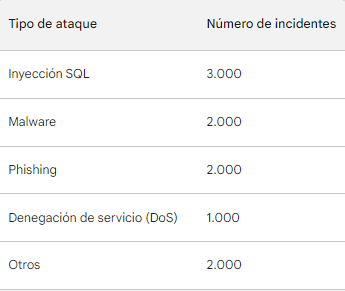 Tipo de ataque Número de incidentes
Inyección SQL 3.000
Malware 2.000
Phishing 2.000
Denegación de servicio (DoS) 1.000
Otros 2.000